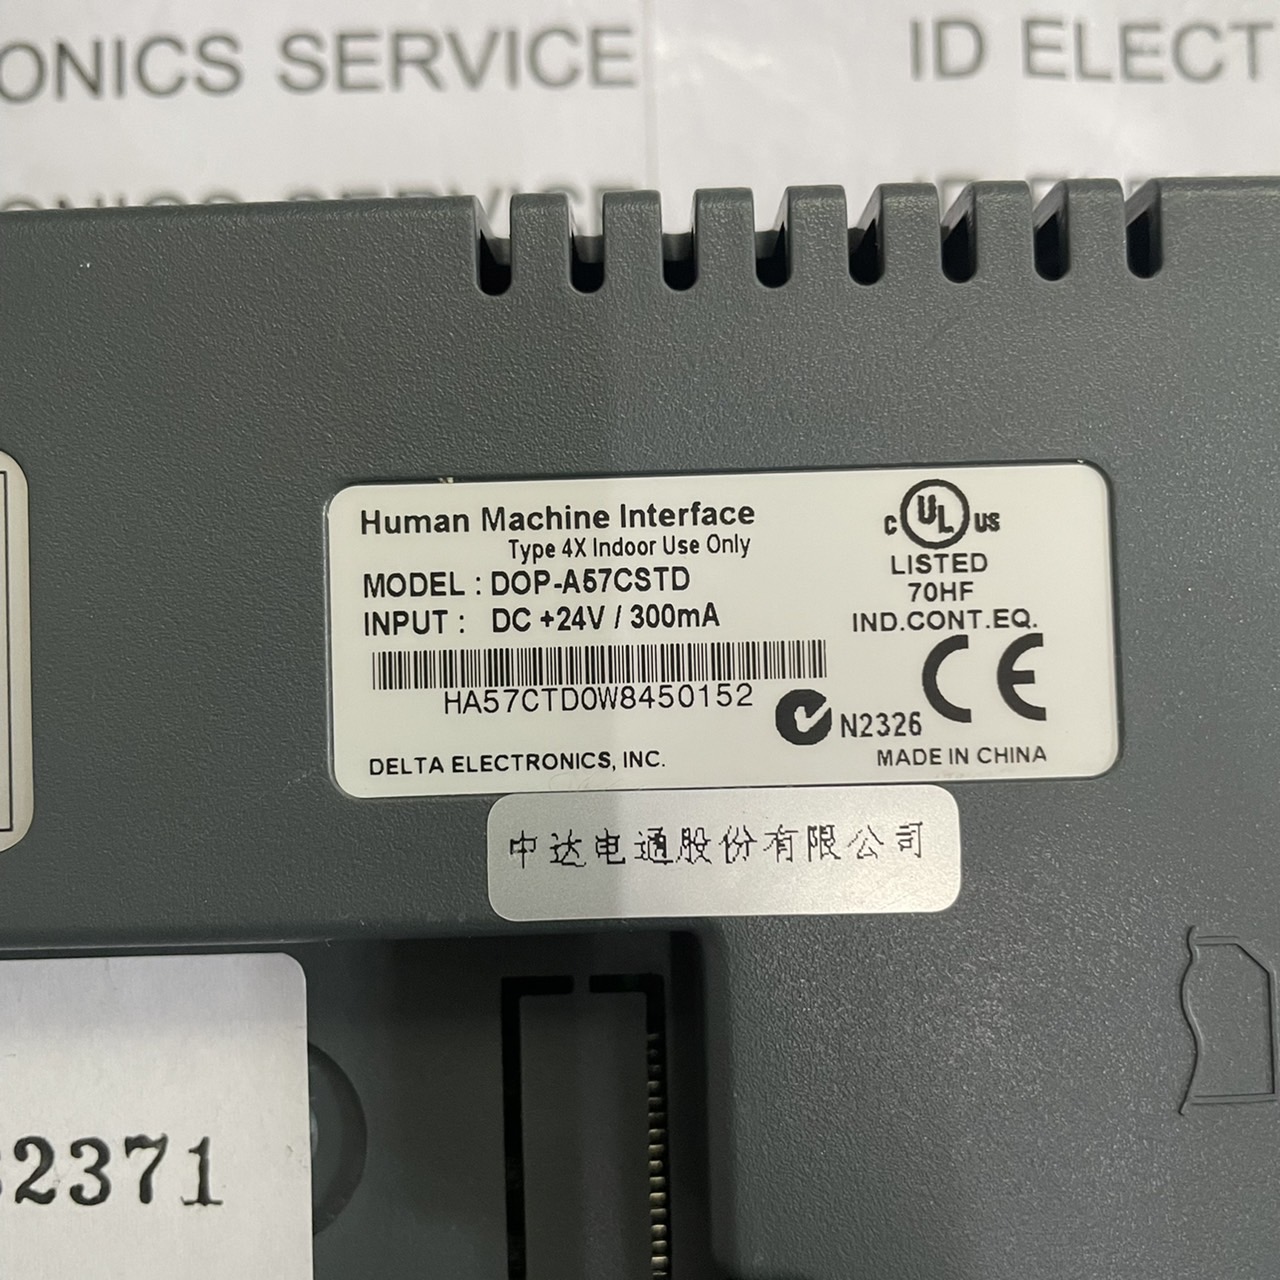 ONICS SERVICE
ID ELECT
ONICS SERVICE
Human Machine Interface
Type 4X Indoor Use Only
MODEL : DOP-A57CSTD
INPUT : DC +24V / 300mA
HA57CTD0W8450152
DELTA ELECTRONICS, INC.
C UL US
LISTED
70HF
IND.CONT.EQ.
CE
N2326
MADE IN CHINA
中达电通股份有限公司
2371